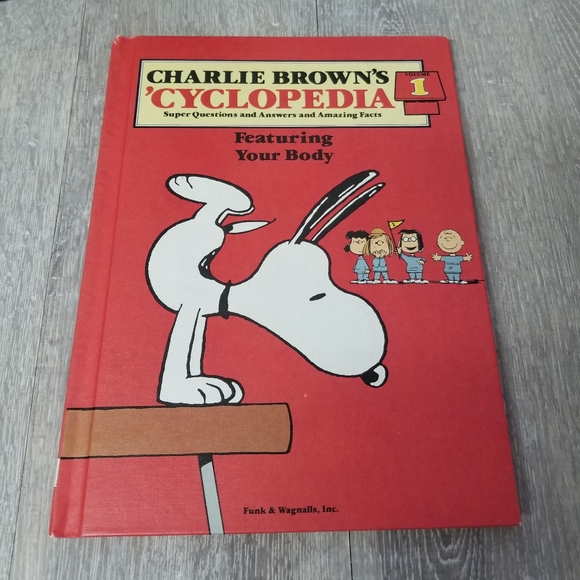 CHARLIE BROWN'S
'CYCLOPEDIA
VOLUME
1
Super Questions and Answers and Amazing Facts
Featuring
Your Body
Funk & Wagnalls, Inc.